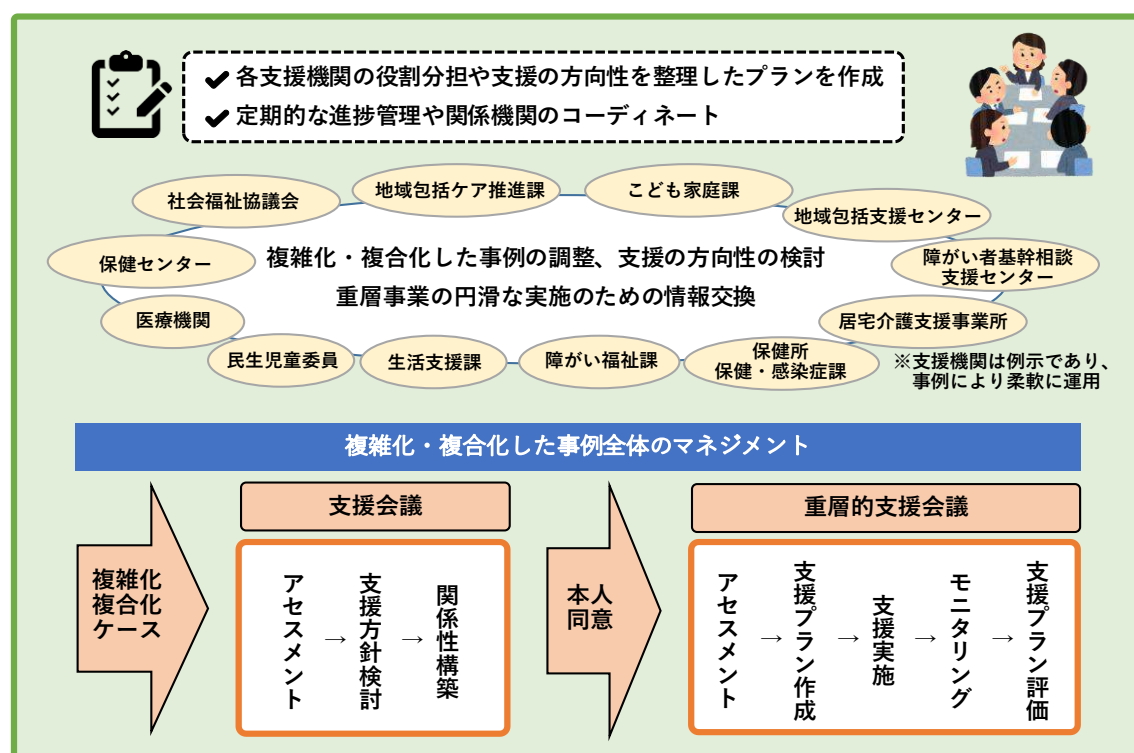 各支援機関の役割分担や支援の方向性を整理したプランを作成
定期的な進捗管理や関係機関のコーディネート
社会福祉協議会
地域包括ケア推進課
こども家庭課
地域包括支援センター
保健センター
障がい者基幹相談
支援センター
複雑化・複合化した事例の調整、支援の方向性の検討
重層事業の円滑な実施のための情報交換
医療機関
居宅介護支援事業所
民生児童委員
生活支援課
障がい福祉課
保健所
保健・感染症課
※支援機関は例示であり、
事例により柔軟に運用
複雑化・複合化した事例全体のマネジメント
複雑化
複合化
ケース
支援会議
アセスメント
→
支援方針検討
→
関係性構築
本人
同意
重層的支援会議
アセスメント
→
支援プラン作成
→
支援実施
→
モニタリング
→
支援プラン評価